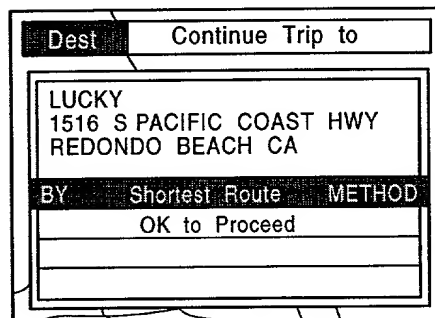 Dest Continue Trip to
LUCKY
1516 S PACIFIC COAST HWY
REDONDO BEACH CA
BY Shortest Route METHOD
OK to Proceed